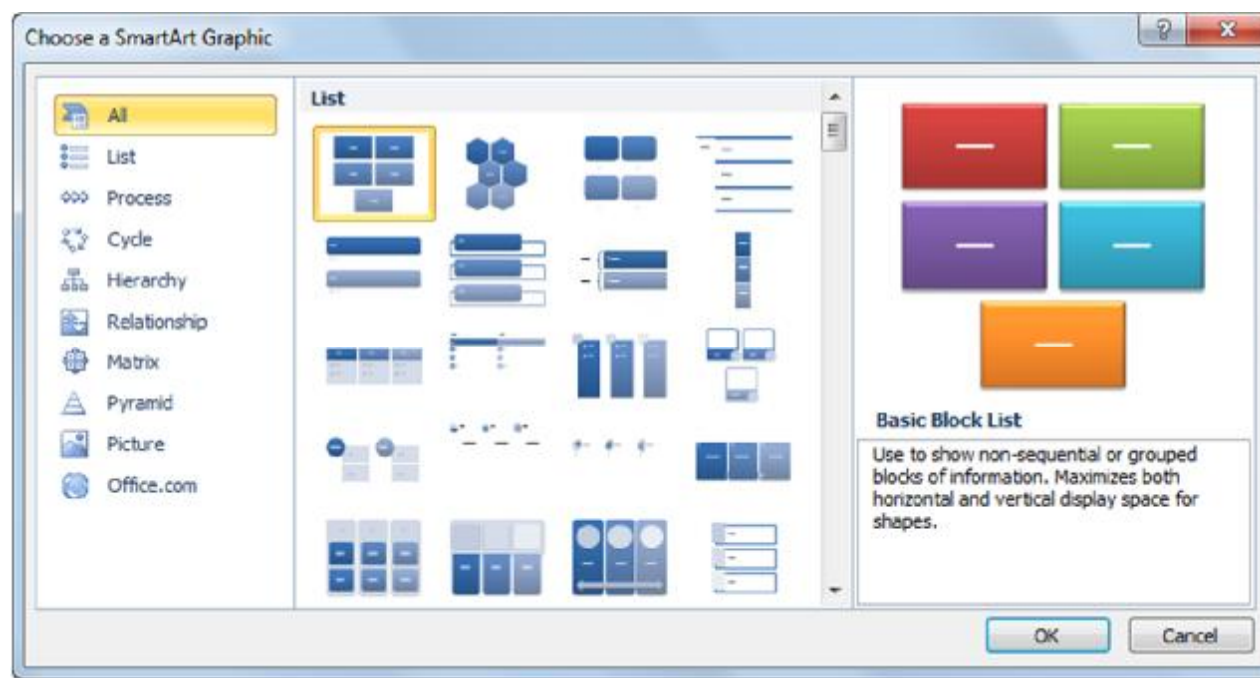 Choose a SmartArt Graphic
All
List
Process
Cycle
Hierarchy
Relationship
Matrix
Pyramid
Picture
Office.com
List
Basic Block List
Use to show non-sequential or grouped
blocks of information. Maximizes both
horizontal and vertical display space for
shapes.
OK
Cancel